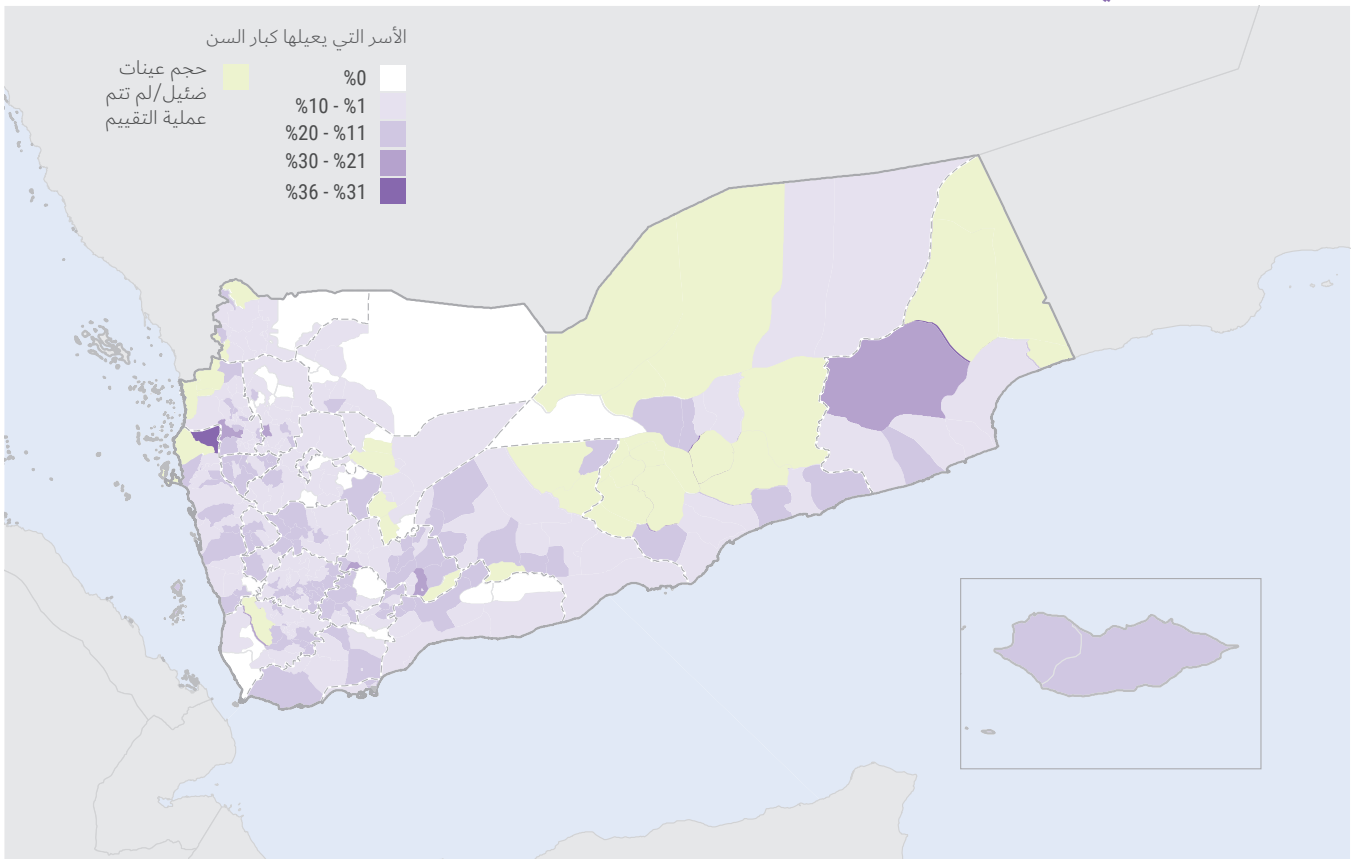 الأسر التي يعيلها كبار السن
%0
%10 - %1
%20 - %11
%30 - %21
%36 - %31
حجم عينات
ضئيل/لم تتم
عملية التقييم